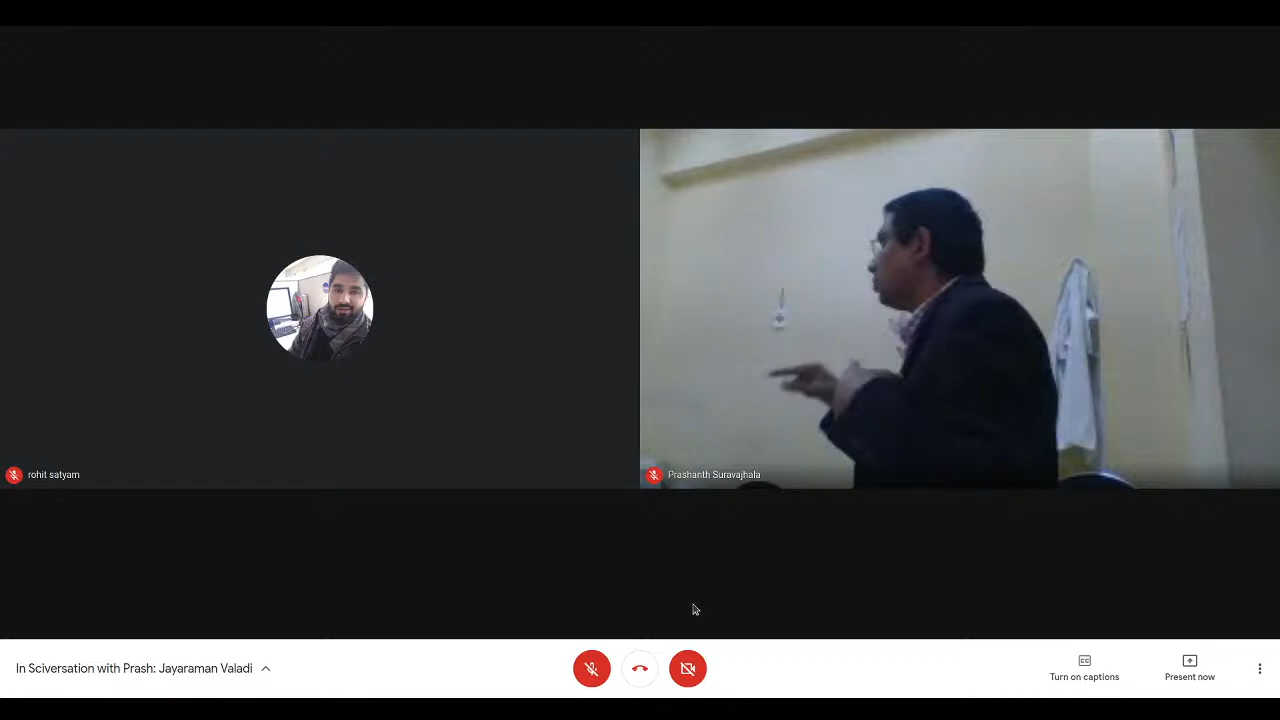 rohit satyam
Prashanth Suravajhala
In Sciversation with Prash: Jayaraman Valadi
Turn on captions
Present now